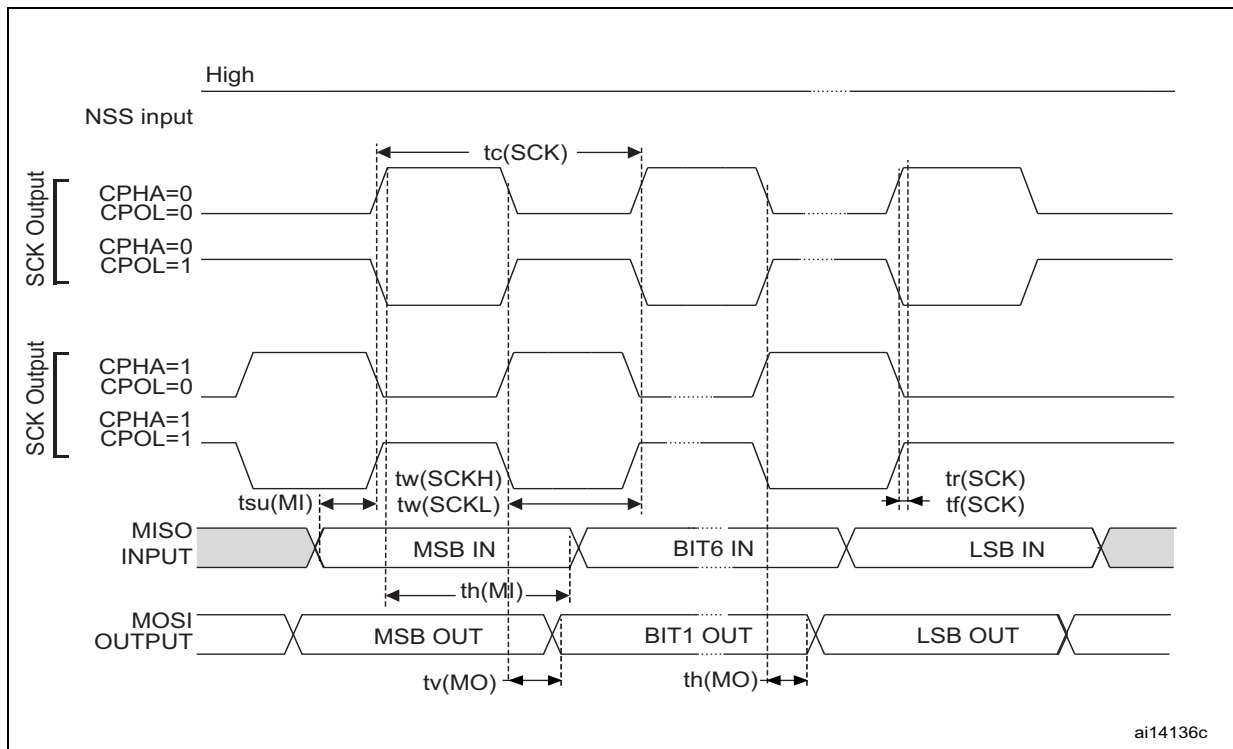 High
NSS input
tc(SCK)
SCK Output
CPHA=0
CPOL=0
CPHA=0
CPOL=1
SCK Output
CPHA=1
CPOL=0
CPHA=1
CPOL=1
tw(SCKH)
tw(SCKL)
tr(SCK)
tf(SCK)
tsu(MI)
MISO
INPUT
MSB IN
BIT6 IN
LSB IN
th(MI)
MOSI
OUTPUT
MSB OUT
BIT1 OUT
LSB OUT
tv(MO)
th(MO)
ai14136c